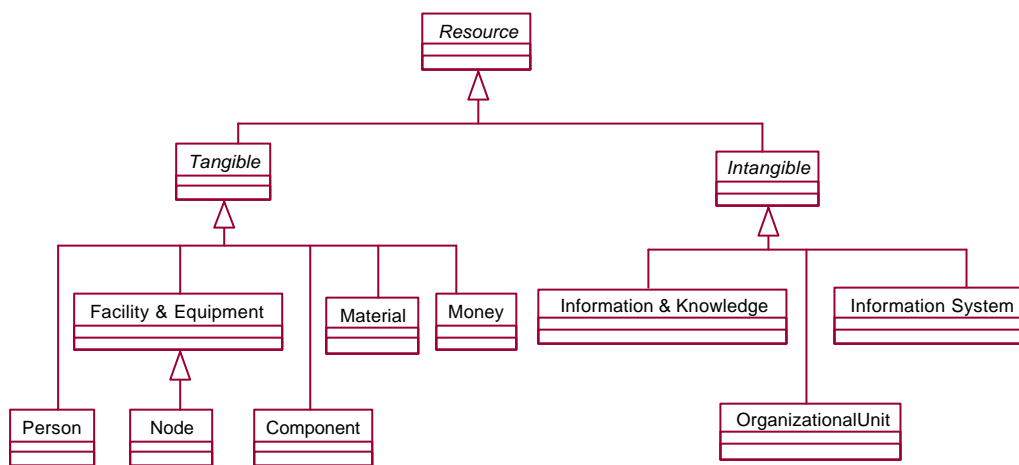 Resource
Tangible
Intangible
Facility & Equipment
Material
Money
Information & Knowledge
Information System
Person
Node
Component
OrganizationalUnit